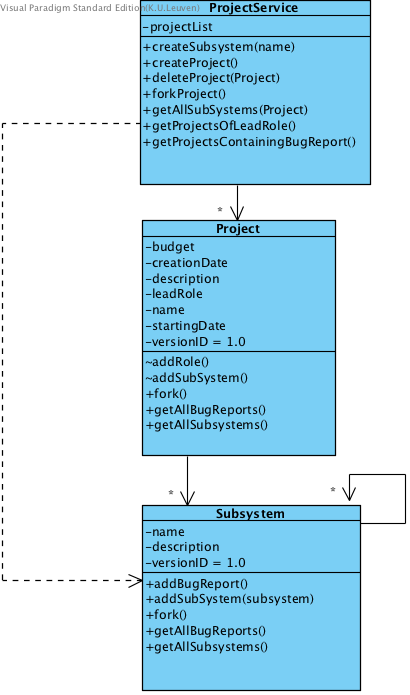 Visual Paradigm Standard Edition(K.U.Leuven)
ProjectService
-projectList
+createSubsystem(name)
+createProject()
+deleteProject(Project)
+forkProject()
+getAllSubSystems(Project)
+getProjectsOfLeadRole()
+getProjectsContainingBugReport()
*
Project
-budget
-creationDate
-description
-leadRole
-name
-startingDate
-versionID = 1.0
~addRole()
~addSubSystem()
+fork()
+getAllBugReports()
+getAllSubsystems()
*
*
Subsystem
-name
-description
-versionID = 1.0
+addBugReport()
+addSubSystem(subsystem)
+fork()
+getAllBugReports()
+getAllSubsystems()